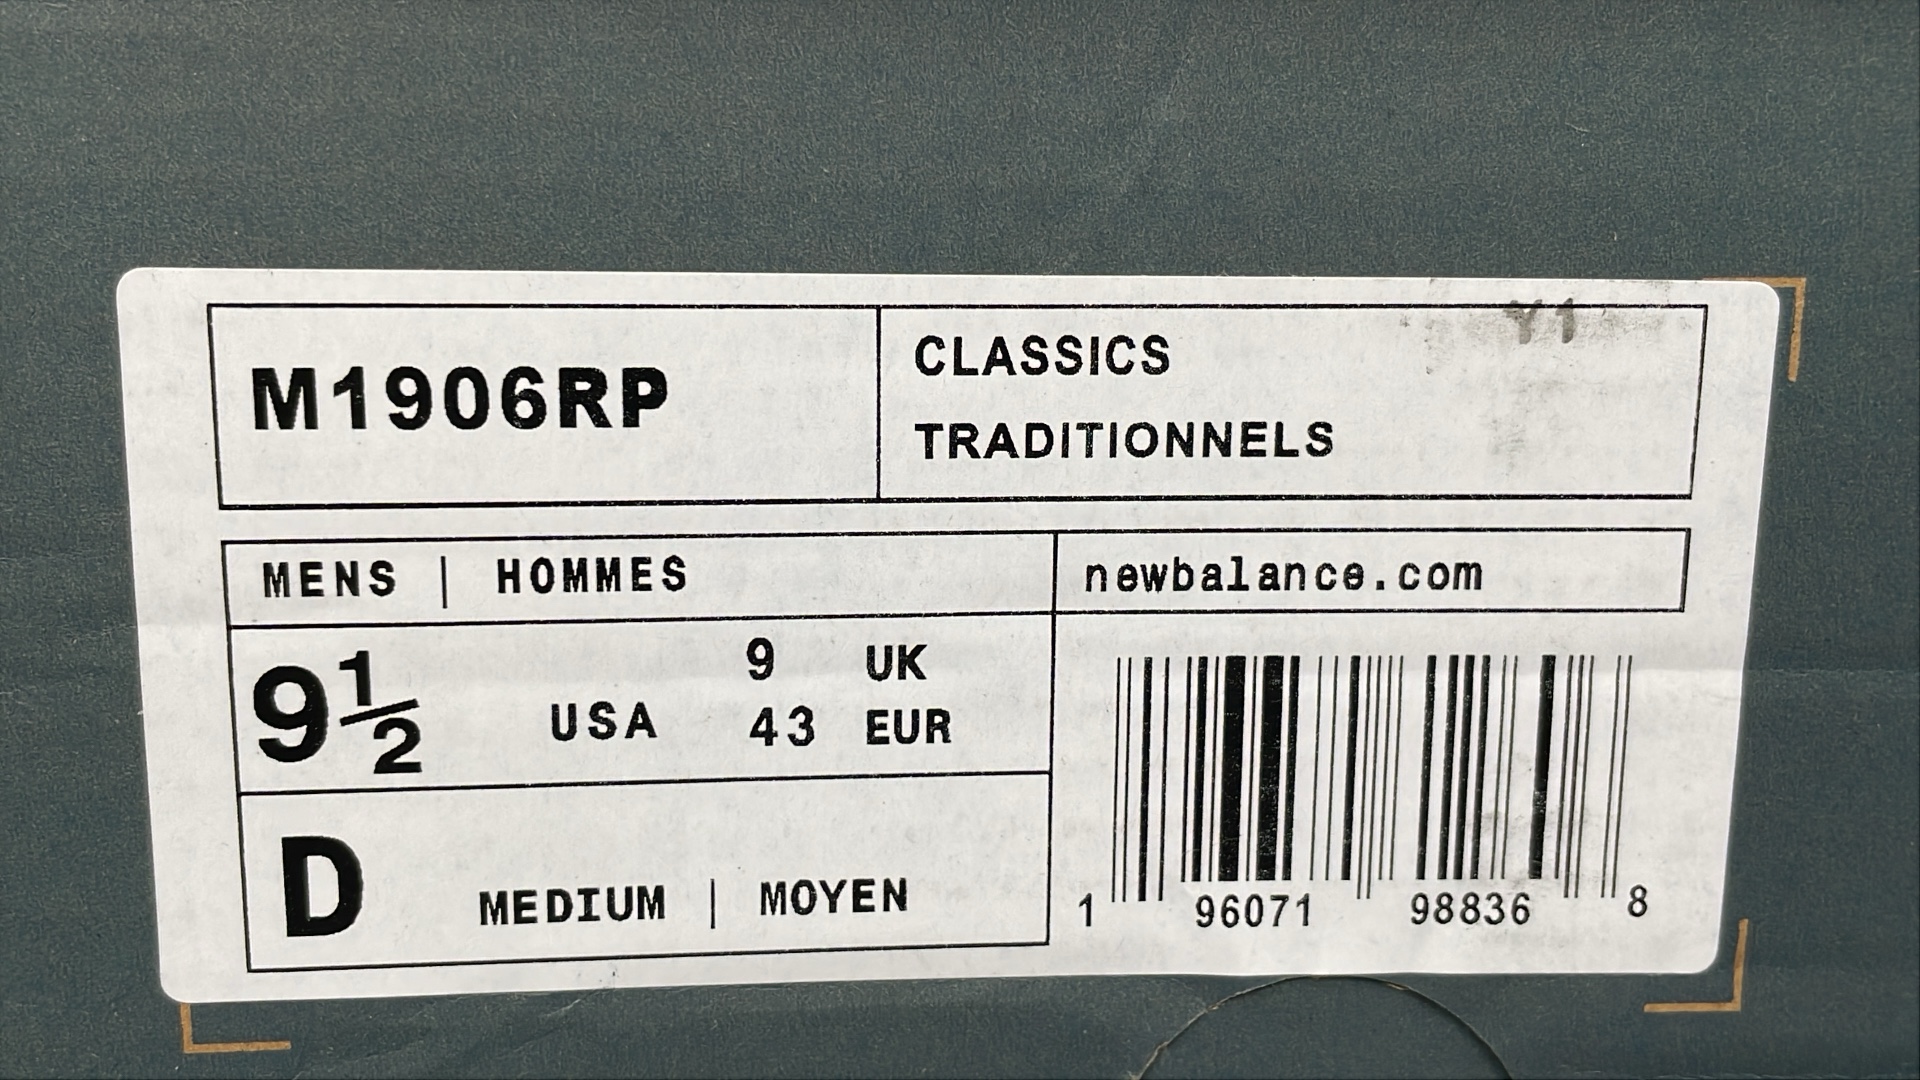 M1906RP
CLASSICS
TRADITIONNELS
Y1
MENS | HOMMES
newbalance.com
9½ USA
9 UK
43 EUR
D MEDIUM | MOYEN
1 96071 98836 8